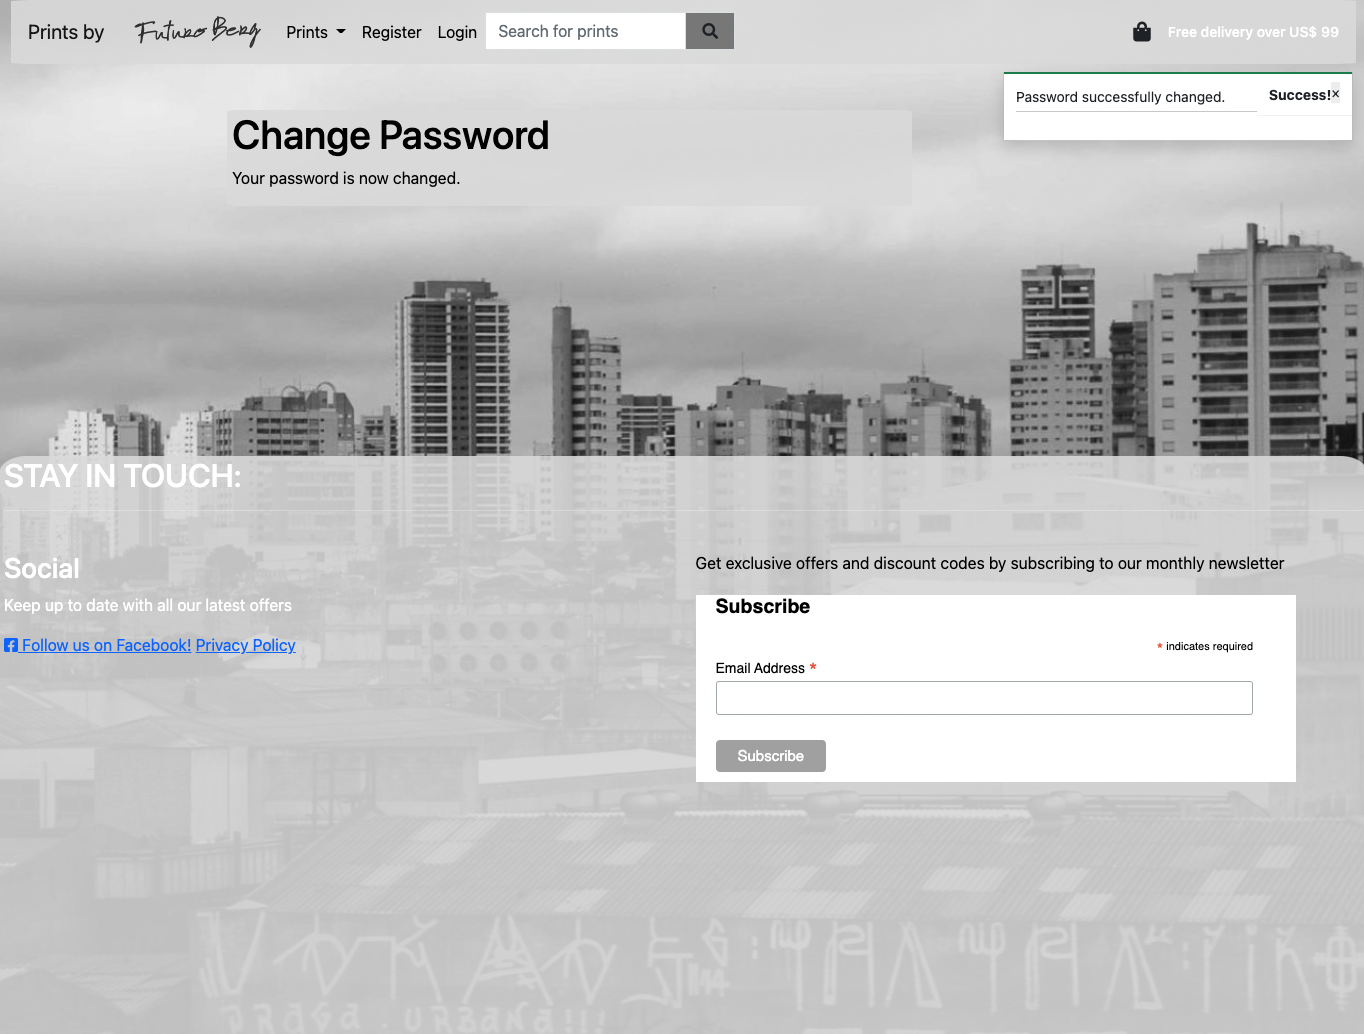 Prints by Futuro Berg Prints Register Login Search for prints Free delivery over US$ 99
Password successfully changed. Success!×
Change Password
Your password is now changed.
STAY IN TOUCH:
Social
Keep up to date with all our latest offers
Follow us on Facebook! Privacy Policy
Get exclusive offers and discount codes by subscribing to our monthly newsletter
Subscribe
* indicates required
Email Address *
Subscribe